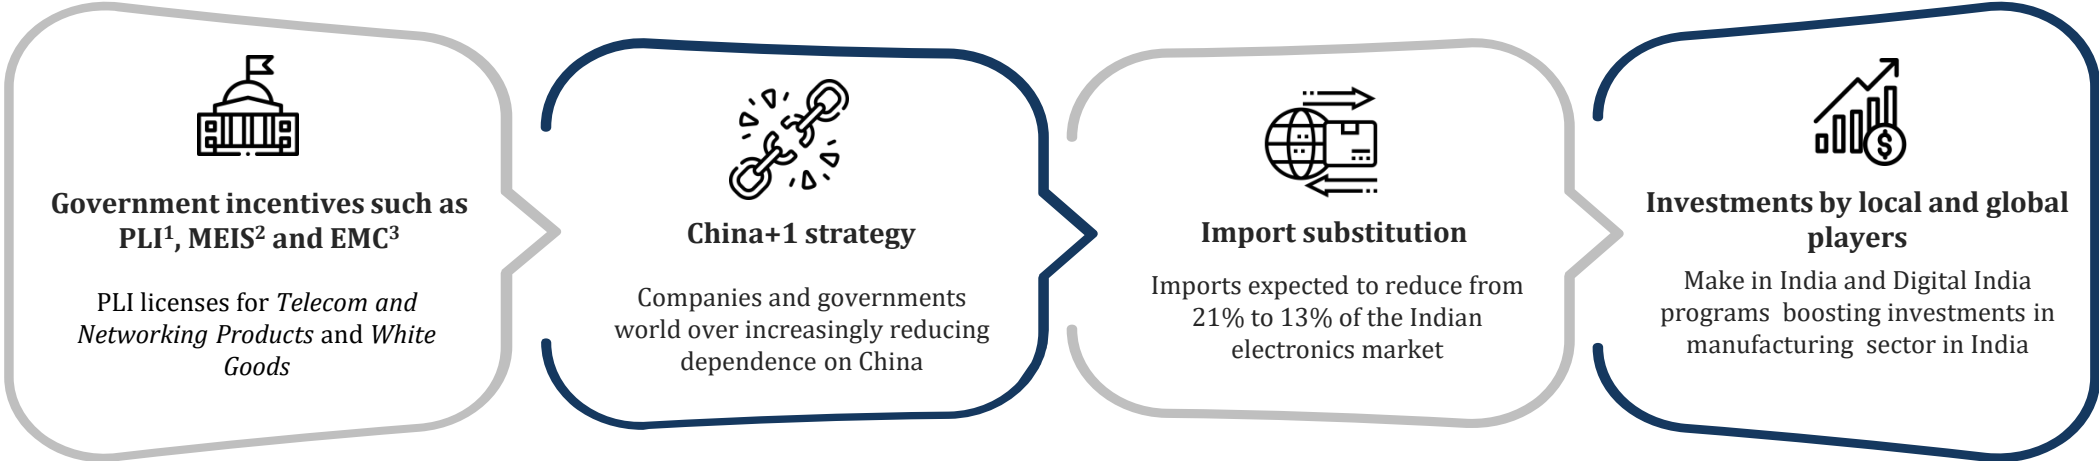 Government incentives such as
PLI¹, MEIS² and EMC³
PLI licenses for Telecom and
Networking Products and White
Goods
China+1 strategy
Companies and governments
world over increasingly reducing
dependence on China
Import substitution
Imports expected to reduce from
21% to 13% of the Indian
electronics market
Investments by local and global
players
Make in India and Digital India
programs boosting investments in
manufacturing sector in India